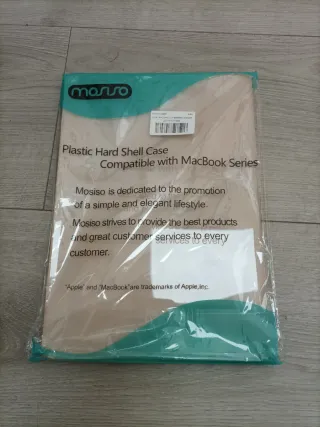 mosiso
Plastic Hard Shell Case
Compatible with MacBook Series
Mosiso is dedicated to the promotion
of a simple and elegant lifestyle.
Mosiso strives to provide the best products
and great customer services to every
customer.
"Apple" and "MacBook"are trademarks of Apple,Inc.